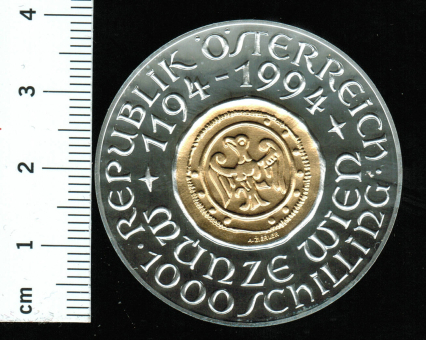 REPUBLIK ÖSTERREICH · 1000 SCHILLING ·
1194-1994
MÜNZE WIEN
4
3
2
1
cm